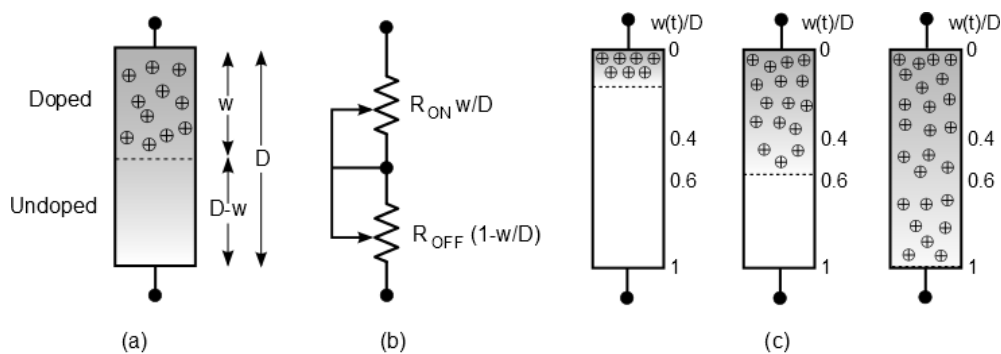 Doped
Undoped
w
D-w
D
(a)
R_ON w/D
R_OFF (1-w/D)
(b)
w(t)/D
0
0.4
0.6
1
w(t)/D
0
0.4
0.6
1
w(t)/D
0
0.4
0.6
1
(c)